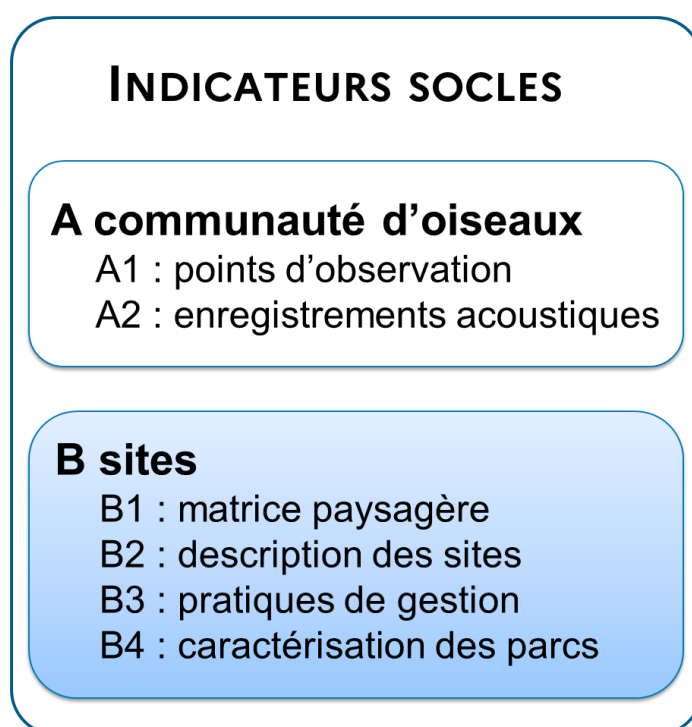 INDICATEURS SOCLES
A communauté d’oiseaux
A1 : points d’observation
A2 : enregistrements acoustiques
B sites
B1 : matrice paysagère
B2 : description des sites
B3 : pratiques de gestion
B4 : caractérisation des parcs